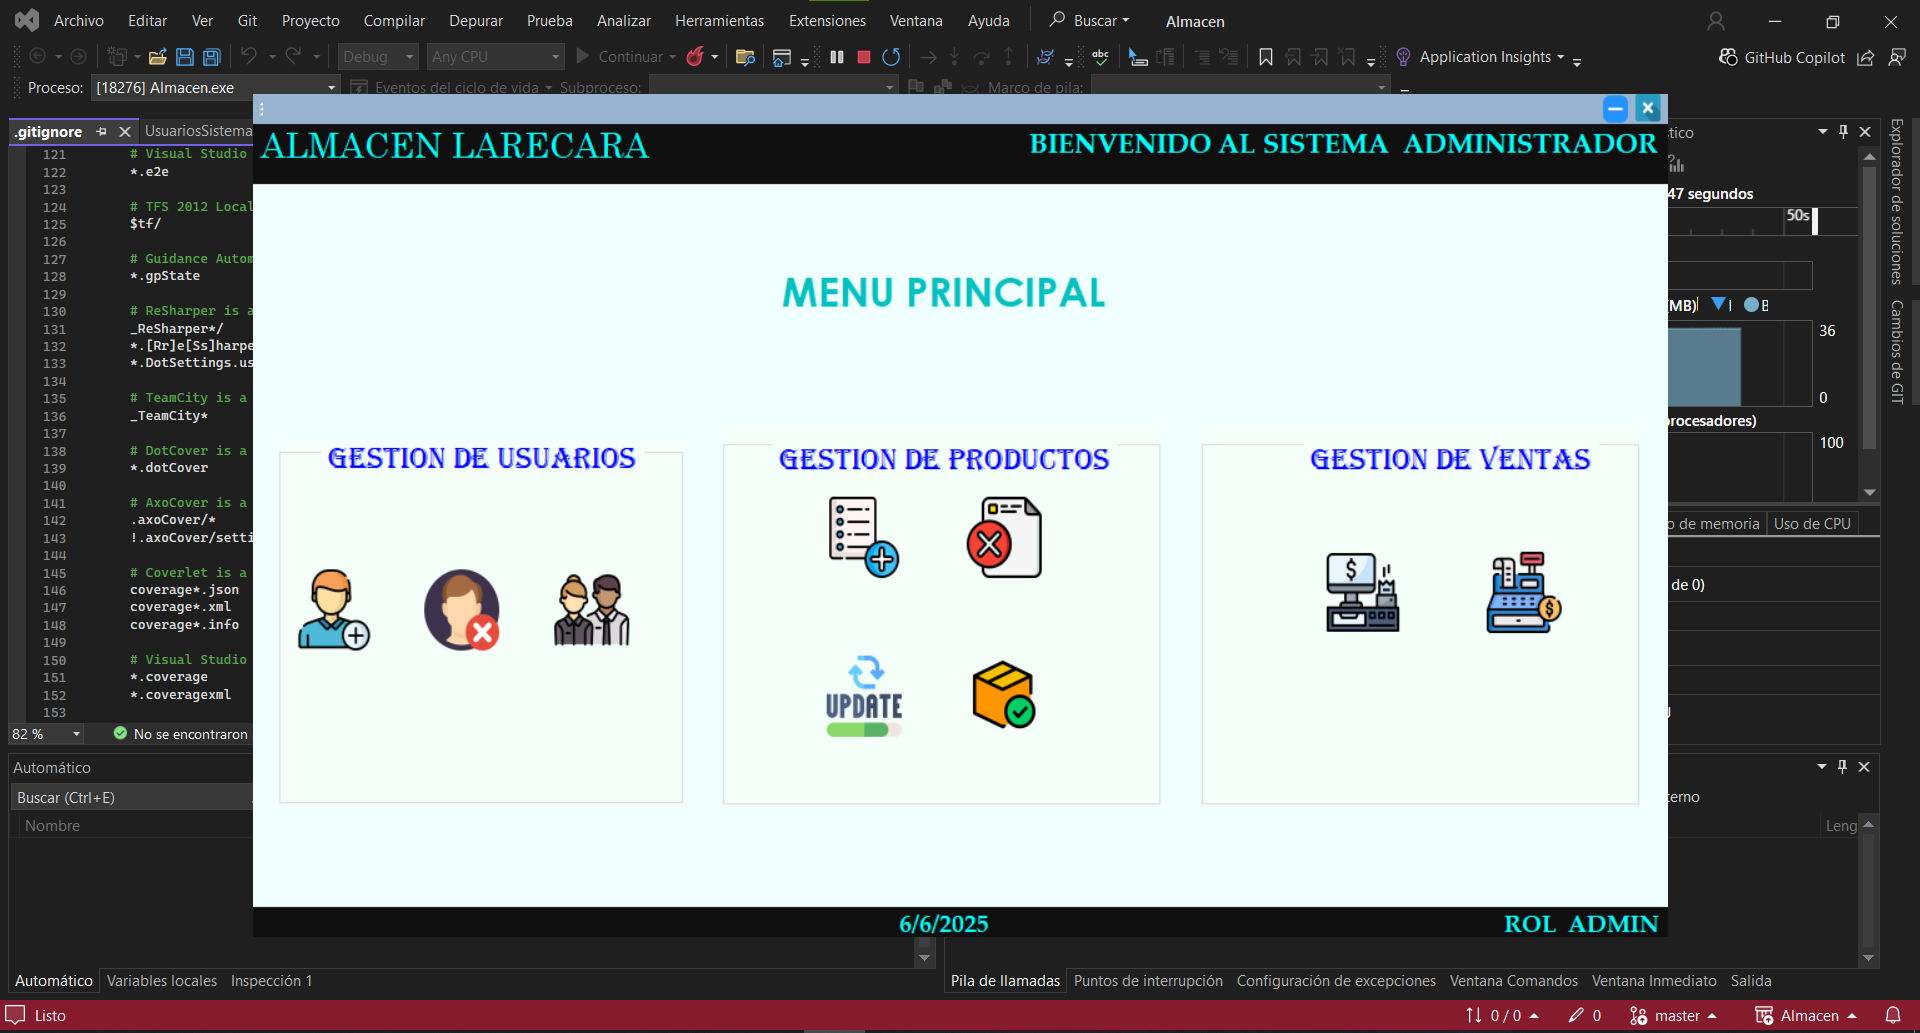 Archivo Editar Ver Git Proyecto Compilar Depurar Prueba Analizar Herramientas Extensiones Ventana Ayuda Buscar Almacen
Debug Any CPU Continuar Application Insights GitHub Copilot
Proceso: [18276] Almacen.exe Eventos del ciclo de vida Subproceso: Marco de pila:
.gitignore UsuariosSistema
121 # Visual Studio
122 *.e2e
123
124 # TFS 2012 Local
125 $tf/
126
127 # Guidance Autom
128 *.gpState
129
130 # ReSharper is a
131 _ReSharper*/
132 *.[Rr]e[Ss]harpe
133 *.DotSettings.us
134
135 # TeamCity is a
136 _TeamCity*
137
138 # DotCover is a
139 *.dotCover
140
141 # AxoCover is a
142 .axoCover/*
143 !.axoCover/setti
144
145 # Coverlet is a
146 coverage*.json
147 coverage*.xml
148 coverage*.info
149
150 # Visual Studio
151 *.coverage
152 *.coveragexml
153
82 % No se encontraron
ALMACEN LARECARA
BIENVENIDO AL SISTEMA ADMINISTRADOR
MENU PRINCIPAL
GESTION DE USUARIOS
GESTION DE PRODUCTOS
UPDATE
GESTION DE VENTAS
$
$
6/6/2025
ROL ADMIN
stico
47 segundos
50s
(MB)
36
0
rocesadores)
100
o de memoria Uso de CPU
de 0)
Explorador de soluciones
Cambios de GIT
Automático
Buscar (Ctrl+E)
Nombre
terno
Leng
Automático Variables locales Inspección 1
Pila de llamadas Puntos de interrupción Configuración de excepciones Ventana Comandos Ventana Inmediato Salida
Listo 0 / 0 0 master Almacen